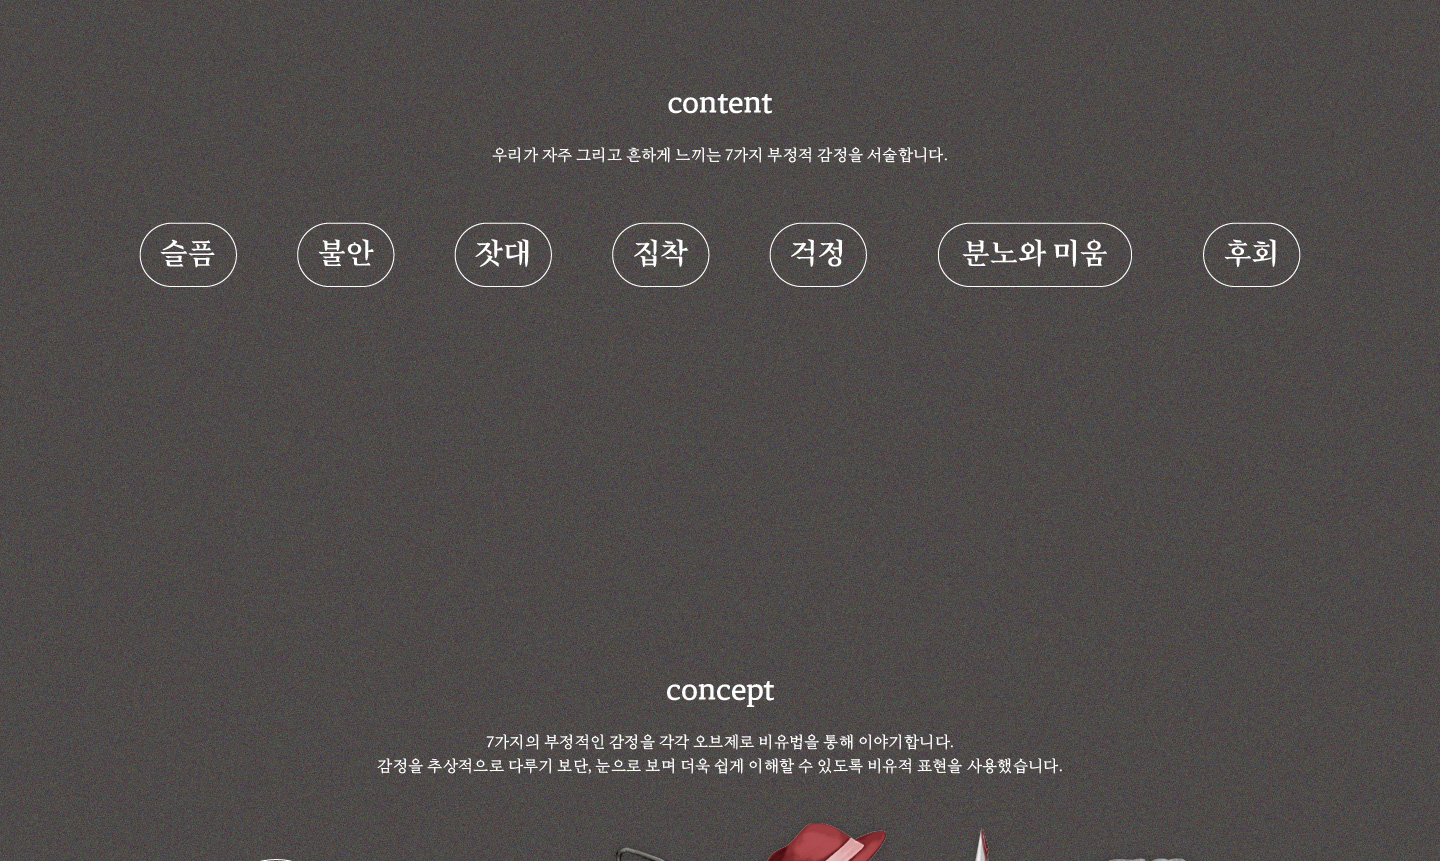 content
우리가 자주 그리고 흔하게 느끼는 7가지 부정적 감정을 서술합니다.
슬픔 불안 잣대 집착 걱정 분노와 미움 후회
concept
7가지의 부정적인 감정을 각각 오브제로 비유법을 통해 이야기합니다.
감정을 추상적으로 다루기 보단, 눈으로 보며 더욱 쉽게 이해할 수 있도록 비유적 표현을 사용했습니다.